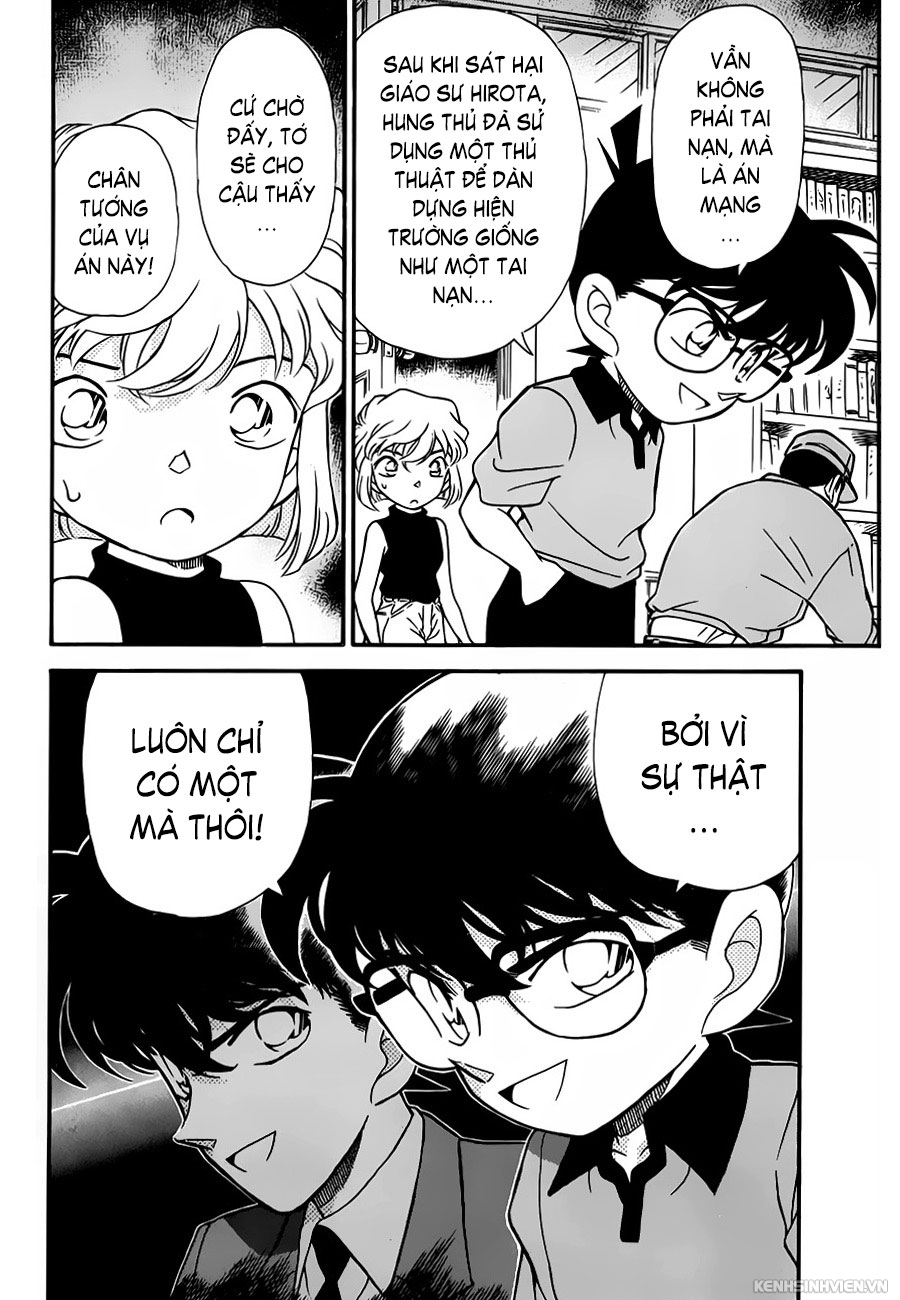 VẨN
KHÔNG
PHẢI TAI
NẠN, MÀ
LÀ ÁN
MẠNG
...
SAU KHI SÁT HẠI
GIÁO SƯ HIROTA,
HUNG THỦ ĐÃ SỬ
DỤNG MỘT THỦ
THUẬT ĐỂ DÀN
DỰNG HIỆN
TRƯỜNG GIỐNG
NHƯ MỘT TAI
NẠN...
CỨ CHỜ
ĐẤY, TỚ
SẼ CHO
CẬU THẤY
...
CHÂN
TƯỚNG
CỦA VỤ
ÁN NÀY!
BỞI VÌ
SỰ THẬT
...
LUÔN CHỈ
CÓ MỘT
MÀ THÔI!
KENHSINHVIEN.VN